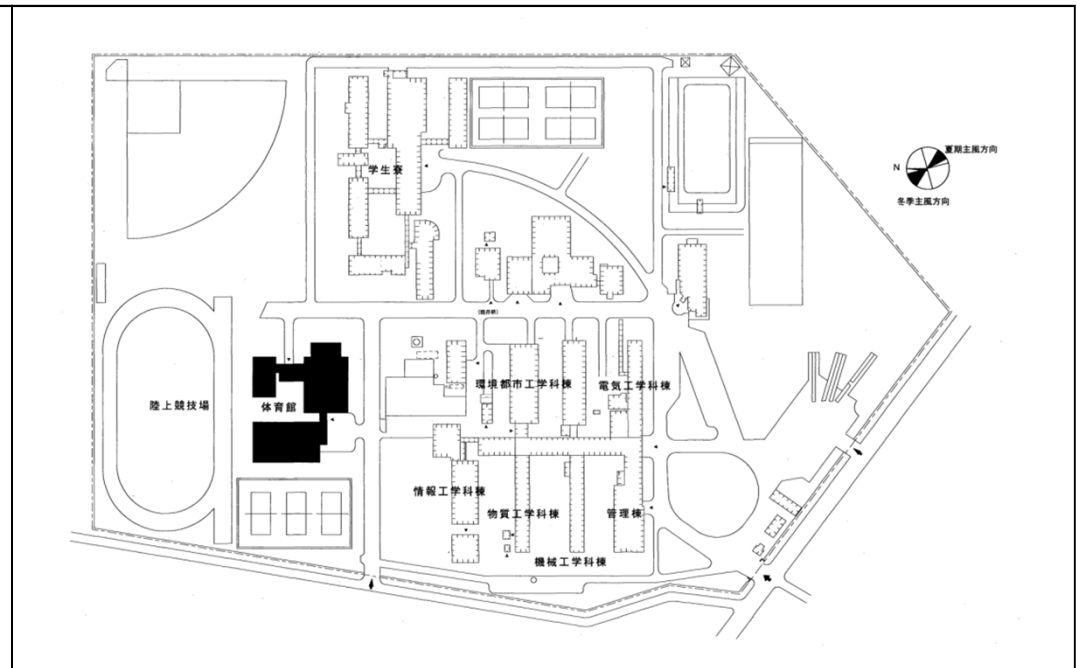 夏期主風方向
N
冬季主風方向
学生寮
環境都市工学科棟
電気工学科棟
陸上競技場
体育館
情報工学科棟
物質工学科棟
管理棟
機械工学科棟